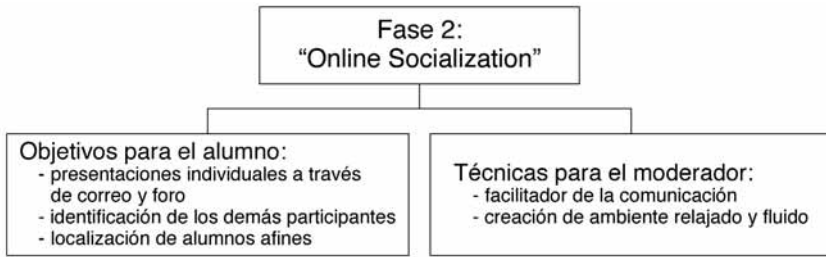 Fase 2:
“Online Socialization”
Objetivos para el alumno:
- presentaciones individuales a través
de correo y foro
- identificación de los demás participantes
- localización de alumnos afines
Técnicas para el moderador:
- facilitador de la comunicación
- creación de ambiente relajado y fluido